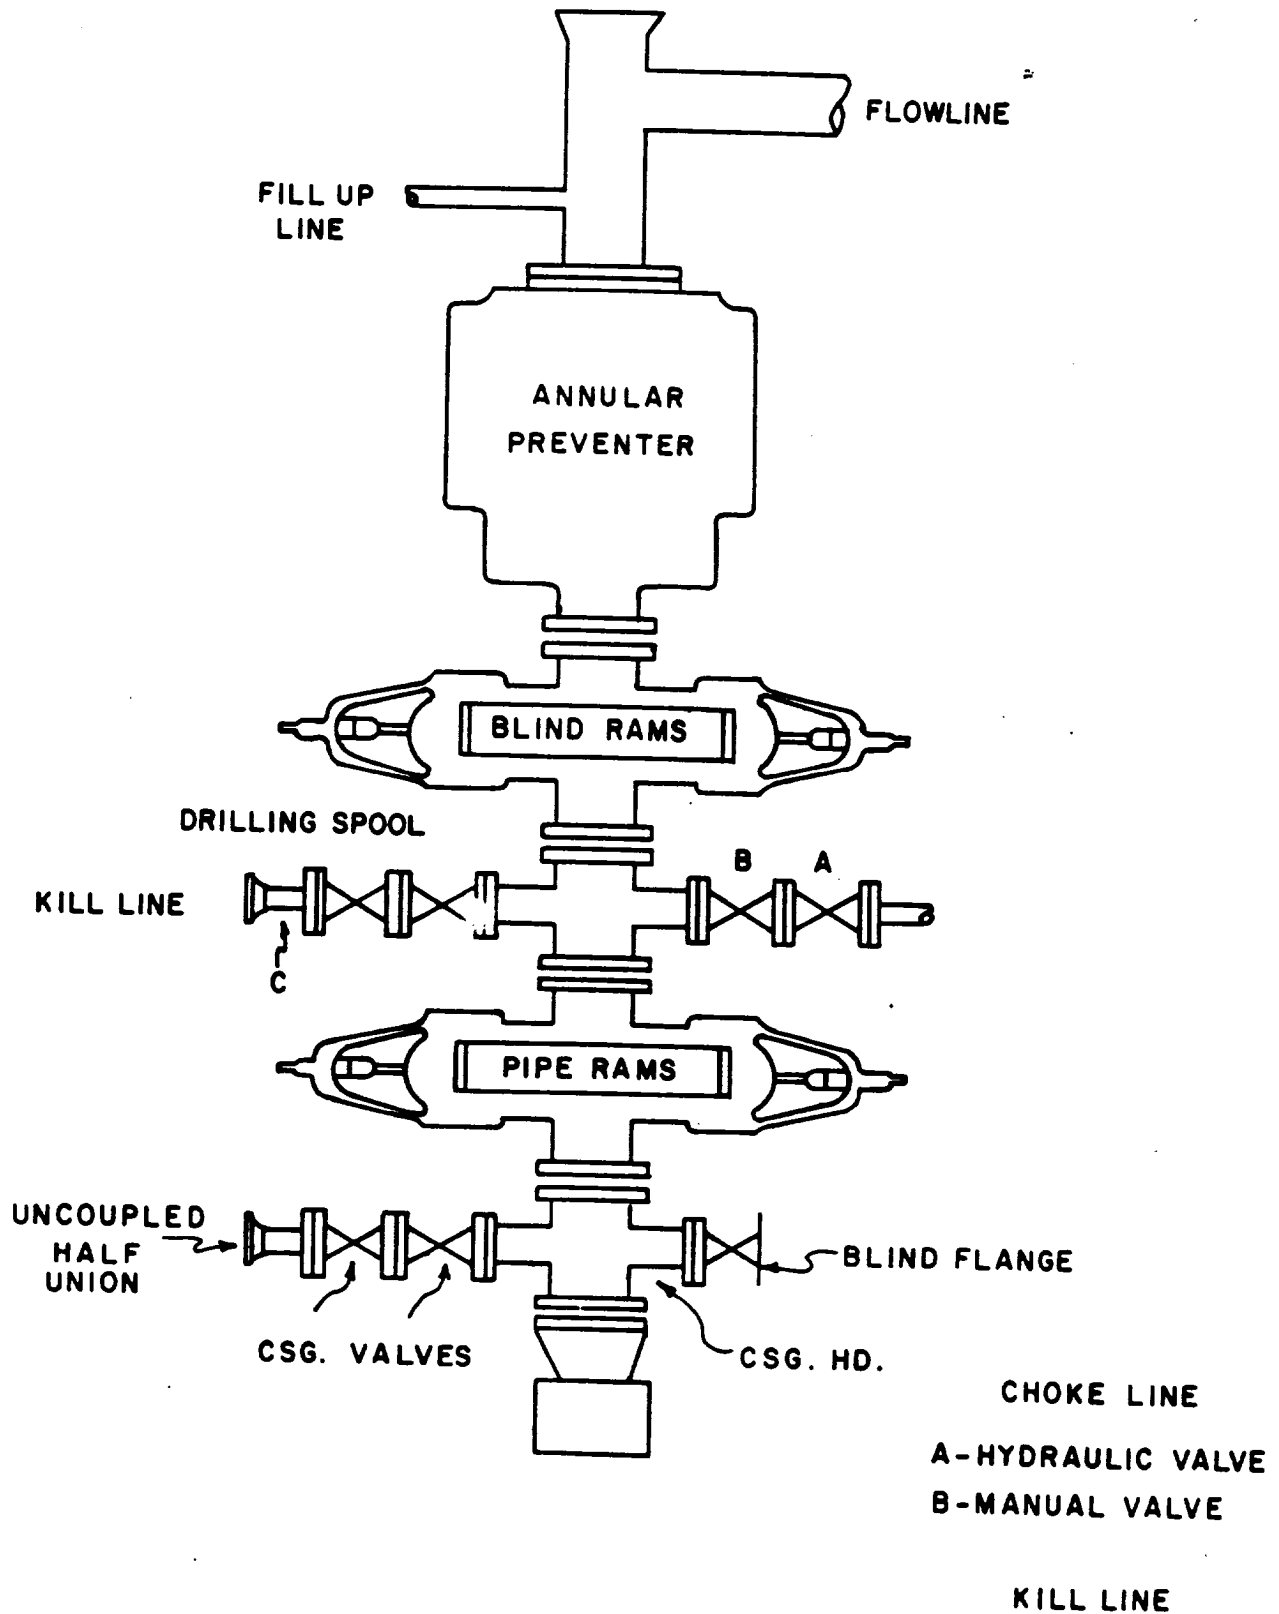 FLOWLINE
FILL UP
LINE
ANNULAR
PREVENTER
BLIND RAMS
DRILLING SPOOL
B
A
KILL LINE
C
PIPE RAMS
UNCOUPLED
HALF
UNION
BLIND FLANGE
CSG. VALVES
CSG. HD.
CHOKE LINE
A-HYDRAULIC VALVE
B-MANUAL VALVE
KILL LINE